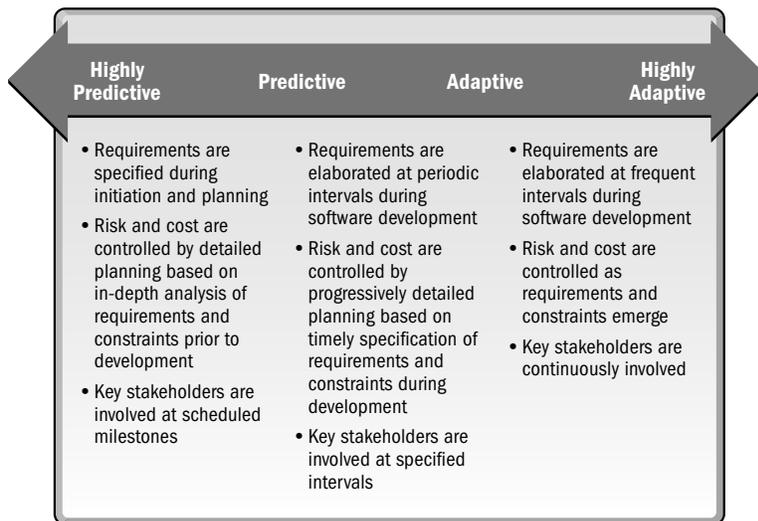 Highly
Predictive
Predictive
Adaptive
Highly
Adaptive
• Requirements are
specified during
initiation and planning
• Risk and cost are
controlled by detailed
planning based on
in-depth analysis of
requirements and
constraints prior to
development
• Key stakeholders are
involved at scheduled
milestones
• Requirements are
elaborated at periodic
intervals during
software development
• Risk and cost are
controlled by
progressively detailed
planning based on
timely specification of
requirements and
constraints during
development
• Key stakeholders are
involved at specified
intervals
• Requirements are
elaborated at frequent
intervals during
software development
• Risk and cost are
controlled as
requirements and
constraints emerge
• Key stakeholders are
continuously involved